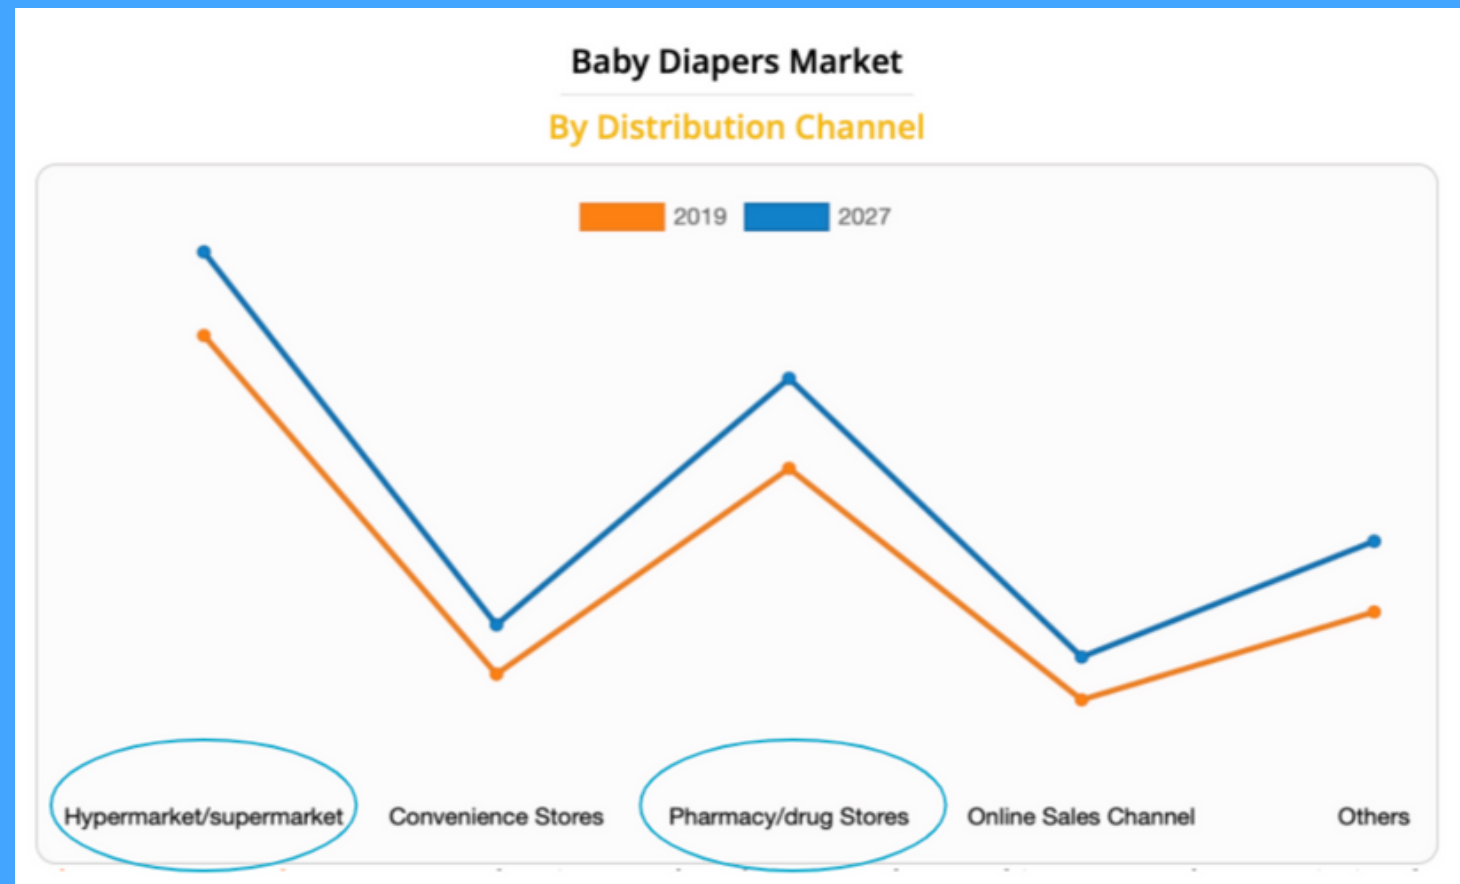 Baby Diapers Market
By Distribution Channel
2019 2027
Hypermarket/supermarket Convenience Stores Pharmacy/drug Stores Online Sales Channel Others